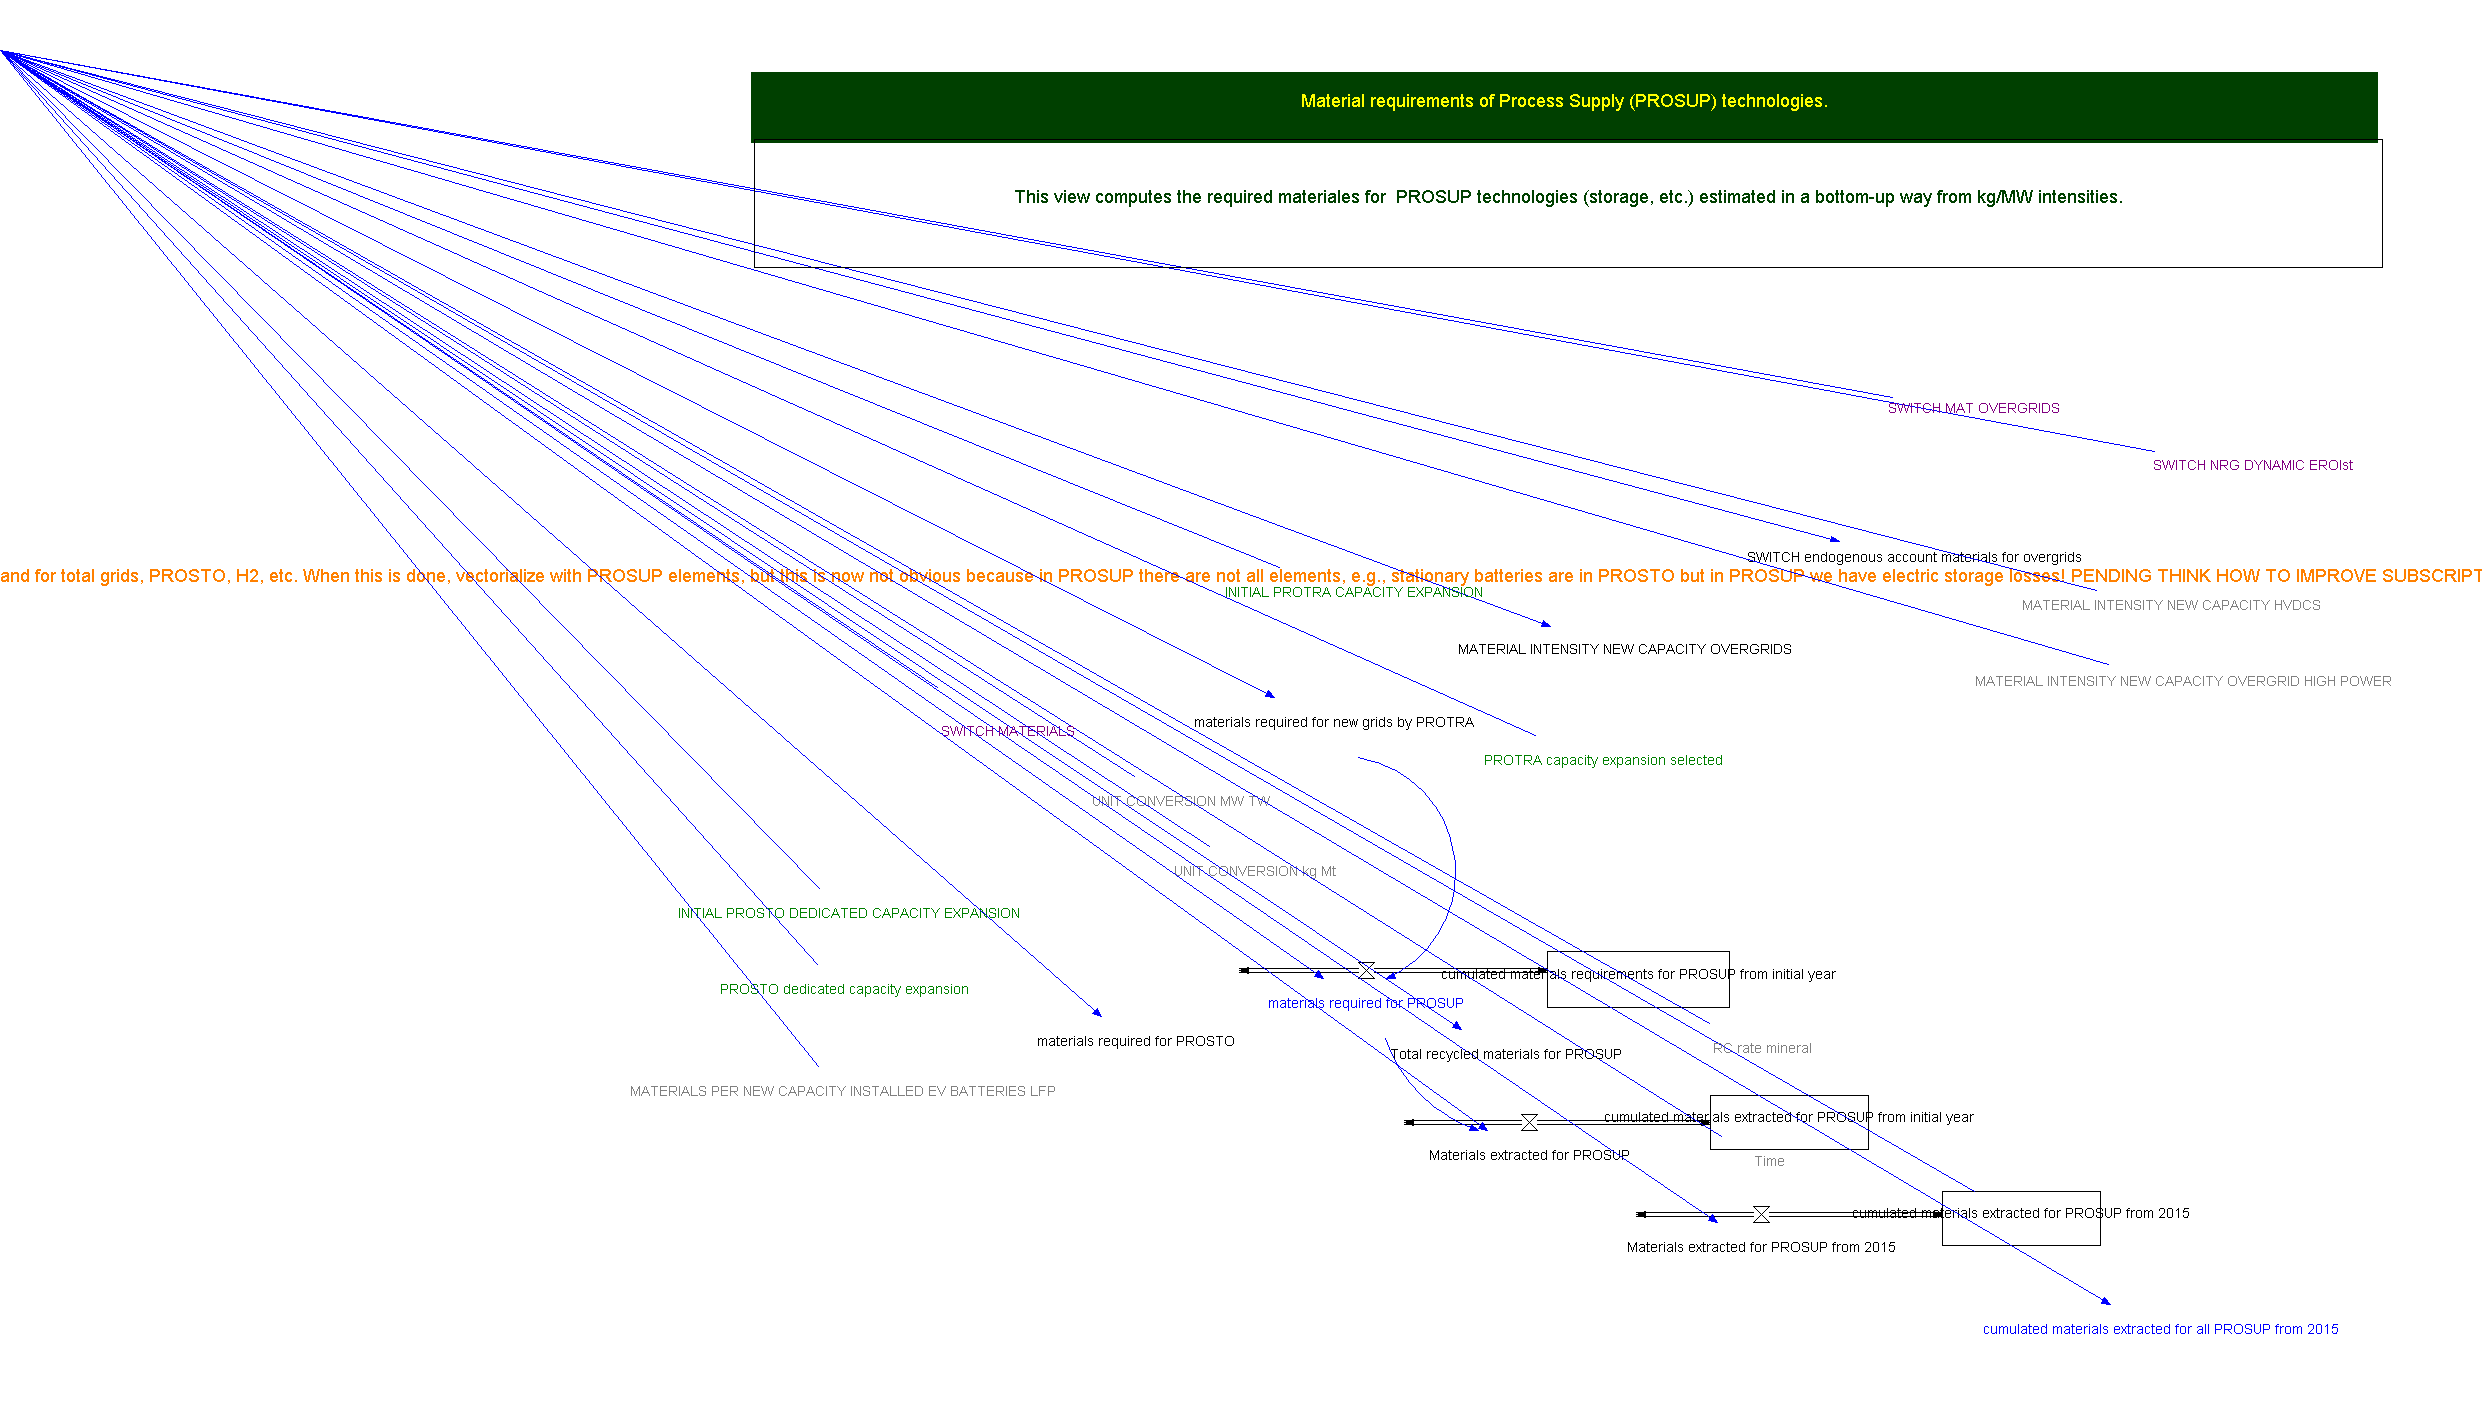 Material requirements of Process Supply (PROSUP) technologies.
This view computes the required materiales for  PROSUP technologies (storage, etc.) estimated in a bottom-up way from kg/MW intensities.
SWITCH MAT OVERGRIDS
SWITCH NRG DYNAMIC EROIst
SWITCH endogenous account materials for overgrids
and for total grids, PROSTO, H2, etc. When this is done, vectorialize with PROSUP elements, but this is now not obvious because in PROSUP there are not all elements, e.g., stationary batteries are in PROSTO but in PROSUP we have electric storage losses! PENDING THINK HOW TO IMPROVE SUBSCRIPT
INITIAL PROTRA CAPACITY EXPANSION
MATERIAL INTENSITY NEW CAPACITY HVDCS
MATERIAL INTENSITY NEW CAPACITY OVERGRIDS
MATERIAL INTENSITY NEW CAPACITY OVERGRID HIGH POWER
materials required for new grids by PROTRA
SWITCH MATERIALS
PROTRA capacity expansion selected
UNIT CONVERSION MW TW
UNIT CONVERSION kg Mt
INITIAL PROSTO DEDICATED CAPACITY EXPANSION
cumulated materials requirements for PROSUP from initial year
PROSTO dedicated capacity expansion
materials required for PROSUP
materials required for PROSTO
RC rate mineral
Total recycled materials for PROSUP
MATERIALS PER NEW CAPACITY INSTALLED EV BATTERIES LFP
cumulated materials extracted for PROSUP from initial year
Materials extracted for PROSUP
Time
cumulated materials extracted for PROSUP from 2015
Materials extracted for PROSUP from 2015
cumulated materials extracted for all PROSUP from 2015